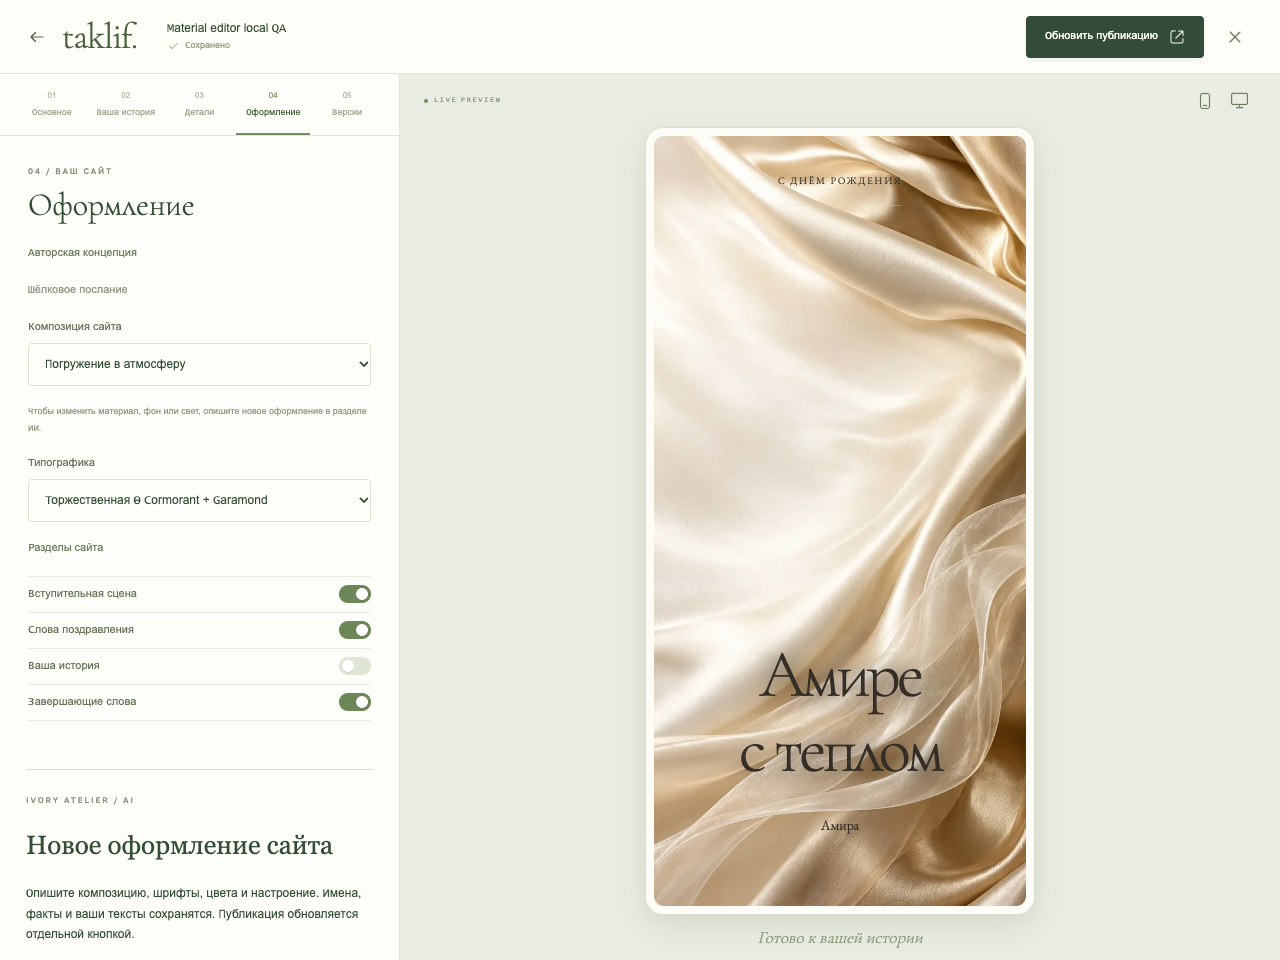 taklif.
Material editor local QA
Сохранено
Обновить публикацию
01
Основное
02
Ваша история
03
Детали
04
Оформление
05
Версии
04 / ВАШ САЙТ
Оформление
Авторская концепция
Шёлковое послание
Композиция сайта
Погружение в атмосферу
Чтобы изменить материал, фон или свет, опишите новое оформление в разделе
ИИ.
Типографика
Торжественная Ѳ Cormorant + Garamond
Разделы сайта
Вступительная сцена
Слова поздравления
Ваша история
Завершающие слова
IVORY ATELIER / AI
Новое оформление сайта
Опишите композицию, шрифты, цвета и настроение. Имена,
факты и ваши тексты сохранятся. Публикация обновляется
отдельной кнопкой.
LIVE PREVIEW
С ДНЁМ РОЖДЕНИЯ
Амире
с теплом
Амира
Готово к вашей истории